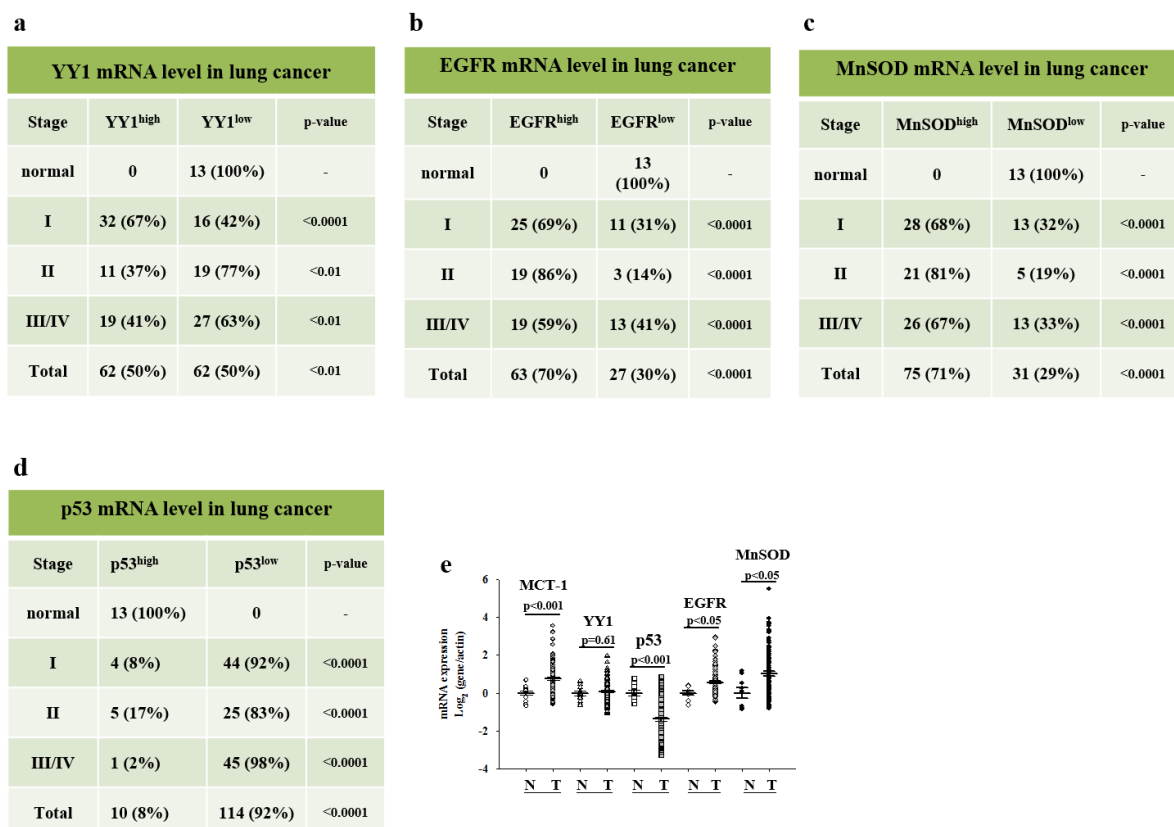 a
YY1 mRNA level in lung cancer
Stage YY1high YY1low p-value
normal 0 13 (100%) -
I 32 (67%) 16 (42%) <0.0001
II 11 (37%) 19 (77%) <0.01
III/IV 19 (41%) 27 (63%) <0.01
Total 62 (50%) 62 (50%) <0.01
b
EGFR mRNA level in lung cancer
Stage EGFRhigh EGFRlow p-value
normal 0 13 (100%) -
I 25 (69%) 11 (31%) <0.0001
II 19 (86%) 3 (14%) <0.0001
III/IV 19 (59%) 13 (41%) <0.0001
Total 63 (70%) 27 (30%) <0.0001
c
MnSOD mRNA level in lung cancer
Stage MnSODhigh MnSODlow p-value
normal 0 13 (100%) -
I 28 (68%) 13 (32%) <0.0001
II 21 (81%) 5 (19%) <0.0001
III/IV 26 (67%) 13 (33%) <0.0001
Total 75 (71%) 31 (29%) <0.0001
d
p53 mRNA level in lung cancer
Stage p53high p53low p-value
normal 13 (100%) 0 -
I 4 (8%) 44 (92%) <0.0001
II 5 (17%) 25 (83%) <0.0001
III/IV 1 (2%) 45 (98%) <0.0001
Total 10 (8%) 114 (92%) <0.0001
e
mRNA expression
Log2 (gene/actin)
6
4
2
0
-2
-4
MCT-1
p<0.001
YY1
p=0.61
p53
p<0.001
EGFR
p<0.05
MnSOD
p<0.05
N T N T N T N T N T